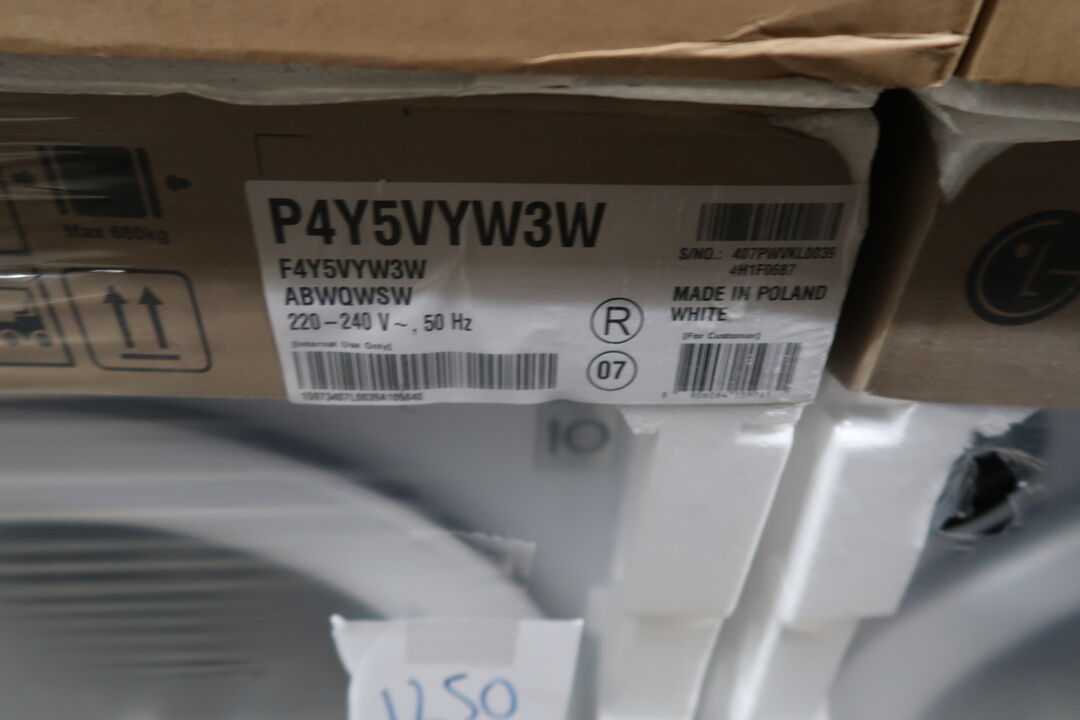 Max 680kg
P4Y5VYW3W
F4Y5VYW3W
ABWQWSW
220-240 V~, 50 Hz
[Internal Use Only]
R
07
S/NO.: 407PWVKL0039
4H1F0687
MADE IN POLAND
WHITE
[For Customer]
LG
10
1250